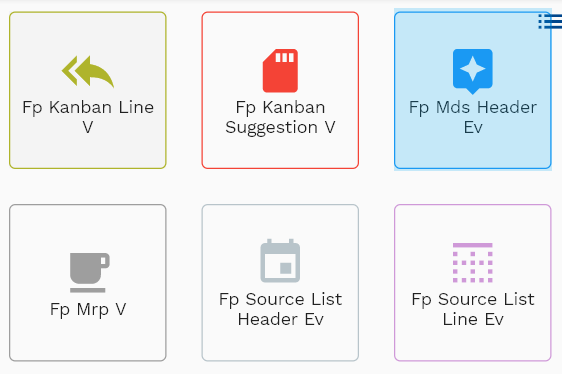 Fp Kanban Line
V
Fp Kanban
Suggestion V
Fp Mds Header
Ev
Fp Mrp V
Fp Source List
Header Ev
Fp Source List
Line Ev